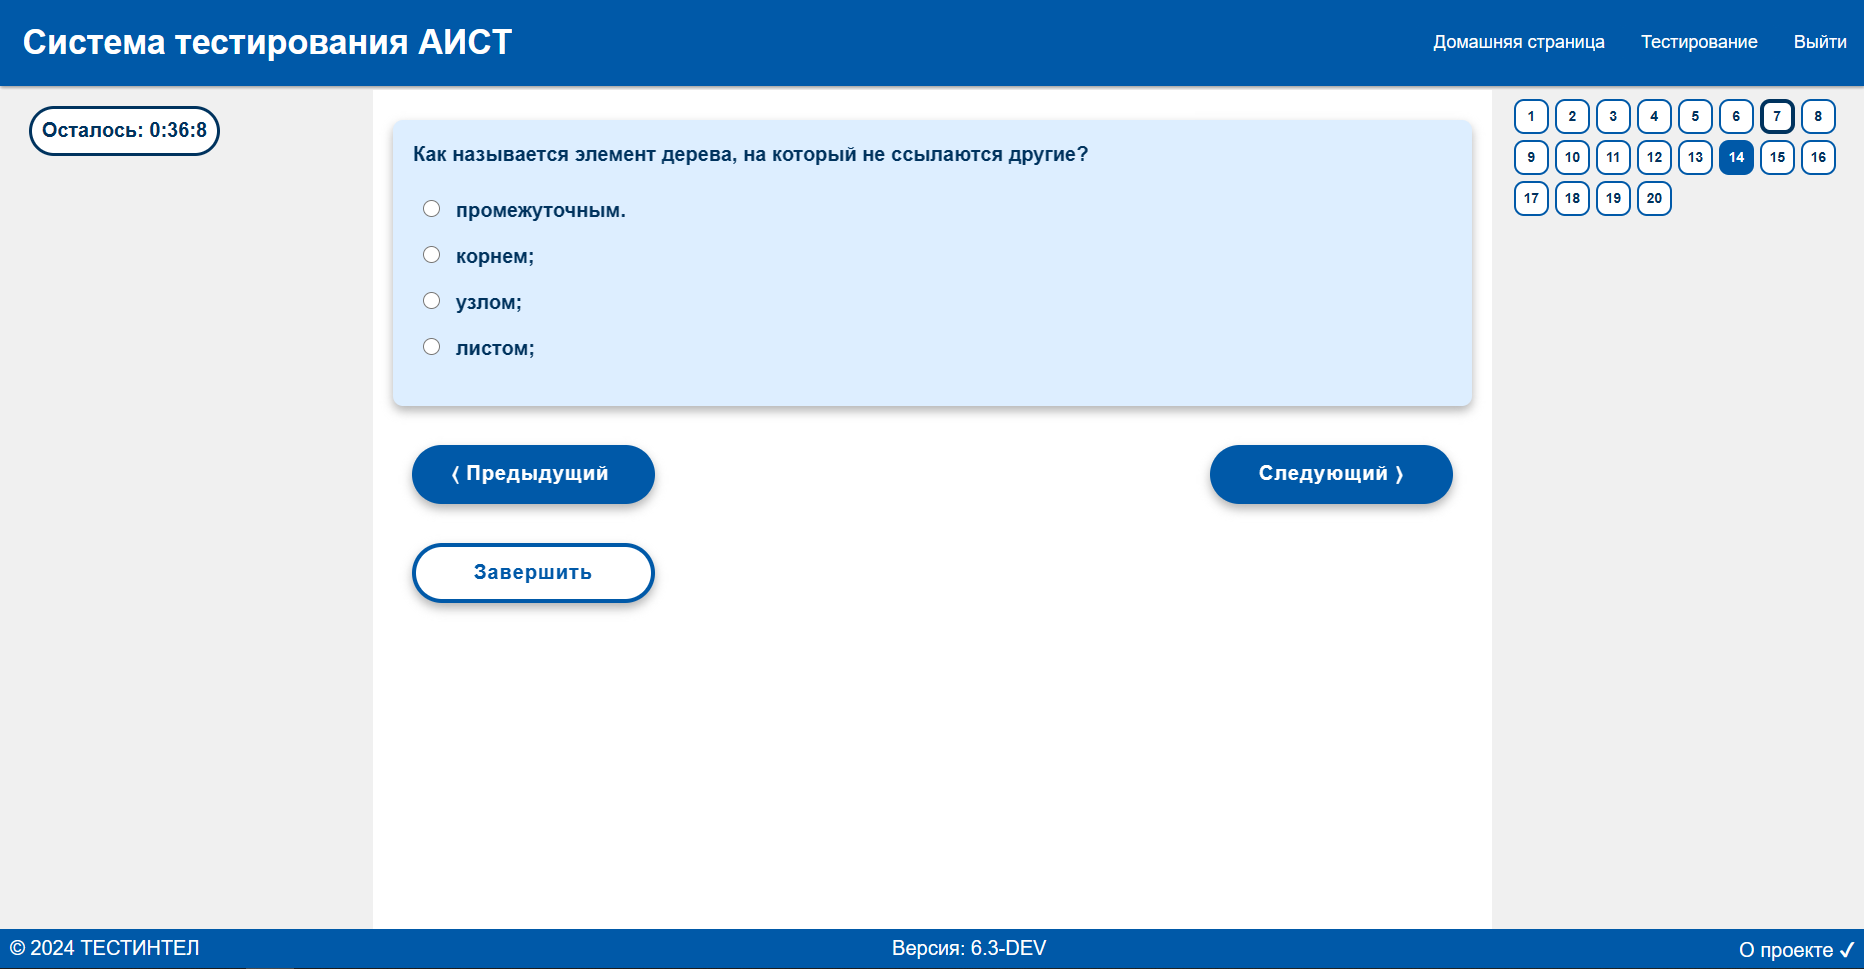 Система тестирования АИСТ
Домашняя страница Тестирование Выйти
Осталось: 0:36:8
1 2 3 4 5 6 7 8
9 10 11 12 13 14 15 16
17 18 19 20
Как называется элемент дерева, на который не ссылаются другие?
промежуточным.
корнем;
узлом;
листом;
⟨ Предыдущий
Следующий ⟩
Завершить
© 2024 ТЕСТИНТЕЛ
Версия: 6.3-DEV
О проекте ✓